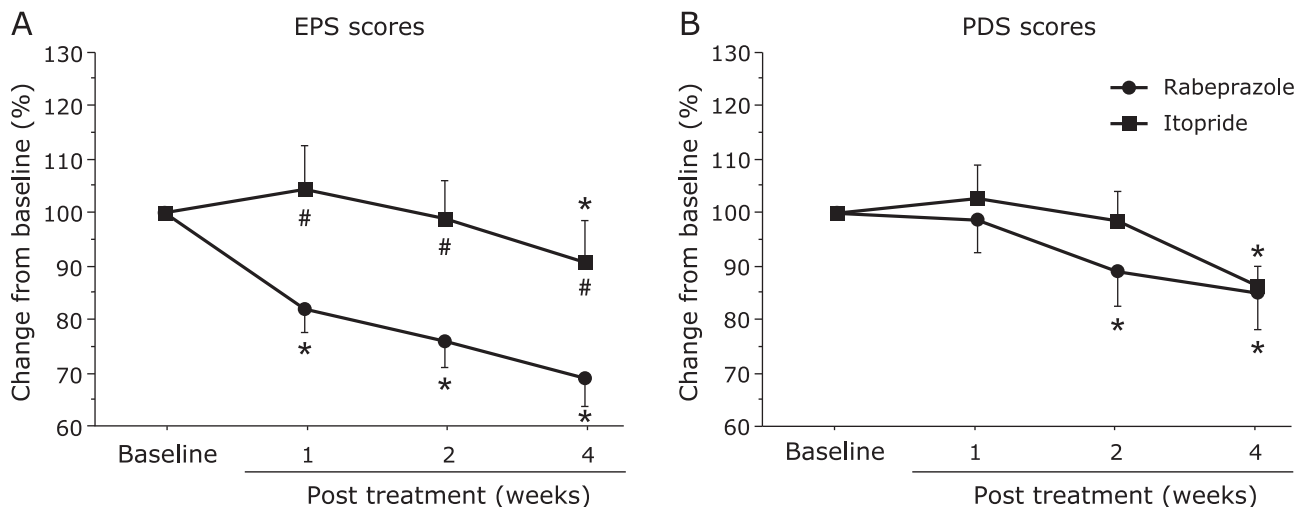 A
EPS scores
Change from baseline (%)
130
120
110
100
90
80
70
60
#
#
*
#
*
*
*
Baseline
1
2
4
Post treatment (weeks)
B
PDS scores
Change from baseline (%)
130
120
110
100
90
80
70
60
Rabeprazole
Itopride
*
*
*
Baseline
1
2
4
Post treatment (weeks)